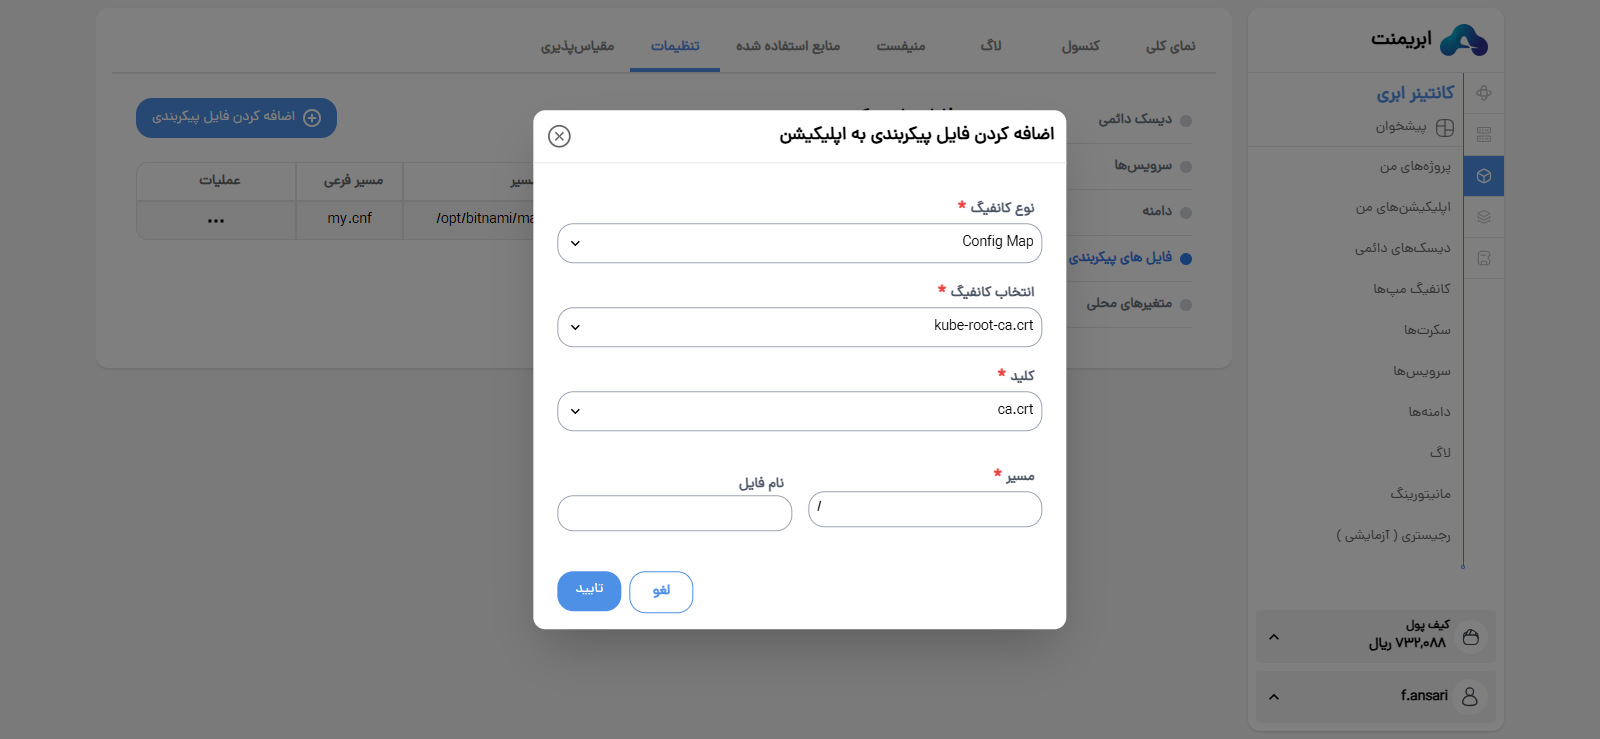 ابریمنت
کانتینر ابری
پیشخوان
پروژه‌های من
اپلیکیشن‌های من
دیسک‌های دائمی
کانفیگ مپ‌ها
سکرت‌ها
سرویس‌ها
دامنه‌ها
لاگ
مانیتورینگ
رجیستری ( آزمایشی )
کیف پول
۷۳۲,۰۸۸ ریال
f.ansari
نمای کلی
کنسول
لاگ
منیفست
منابع استفاده شده
تنظیمات
مقیاس‌پذیری
دیسک دائمی
سرویس‌ها
دامنه
فایل های پیکربندی
متغیرهای محلی
اضافه کردن فایل پیکربندی
مسیر فرعی
عملیات
/opt/bitnami/ma
my.cnf
اضافه کردن فایل پیکربندی به اپلیکیشن
نوع کانفیگ *
Config Map
انتخاب کانفیگ *
kube-root-ca.crt
کلید *
ca.crt
مسیر *
/
نام فایل
لغو
تایید